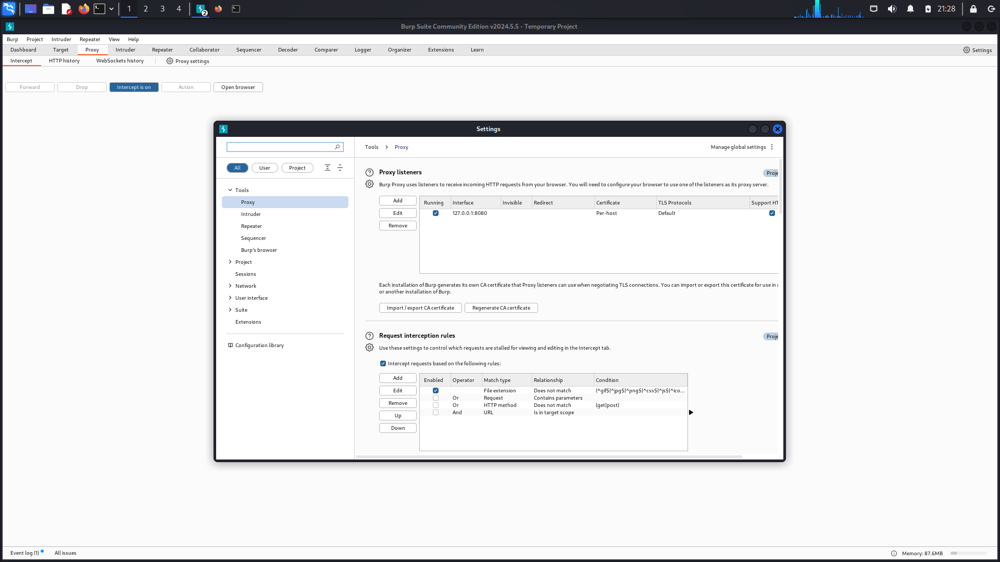 1 2 3 4 2 21:28
Burp Suite Community Edition v2024.5.5 - Temporary Project
Burp Project Intruder Repeater View Help
Dashboard Target Proxy Intruder Repeater Collaborator Sequencer Decoder Comparer Logger Organizer Extensions Learn Settings
Intercept HTTP history WebSockets history Proxy settings
Forward Drop Intercept is on Action Open browser
Settings
Tools > Proxy Manage global settings
All User Project
Tools
Proxy
Intruder
Repeater
Sequencer
Burp's browser
Project
Sessions
Network
User interface
Suite
Extensions
Configuration library
Proxy listeners Proje
Burp Proxy uses listeners to receive incoming HTTP requests from your browser. You will need to configure your browser to use one of the listeners as its proxy server.
Add
Edit
Remove
Running Interface Invisible Redirect Certificate TLS Protocols Support HT
127.0.0.1:8080 Per-host Default
Each installation of Burp generates its own CA certificate that Proxy listeners can use when negotiating TLS connections. You can import or export this certificate for use in
or another installation of Burp.
Import / export CA certificate Regenerate CA certificate
Request interception rules Proje
Use these settings to control which requests are stalled for viewing and editing in the Intercept tab.
Intercept requests based on the following rules:
Add
Edit
Remove
Up
Down
Enabled Operator Match type Relationship Condition
File extension Does not match (^gif$|^jpg$|^png$|^css$|^js$|^ico...
Or Request Contains parameters
Or HTTP method Does not match (get|post)
And URL Is in target scope
Event log (1) All issues Memory: 87.6MB